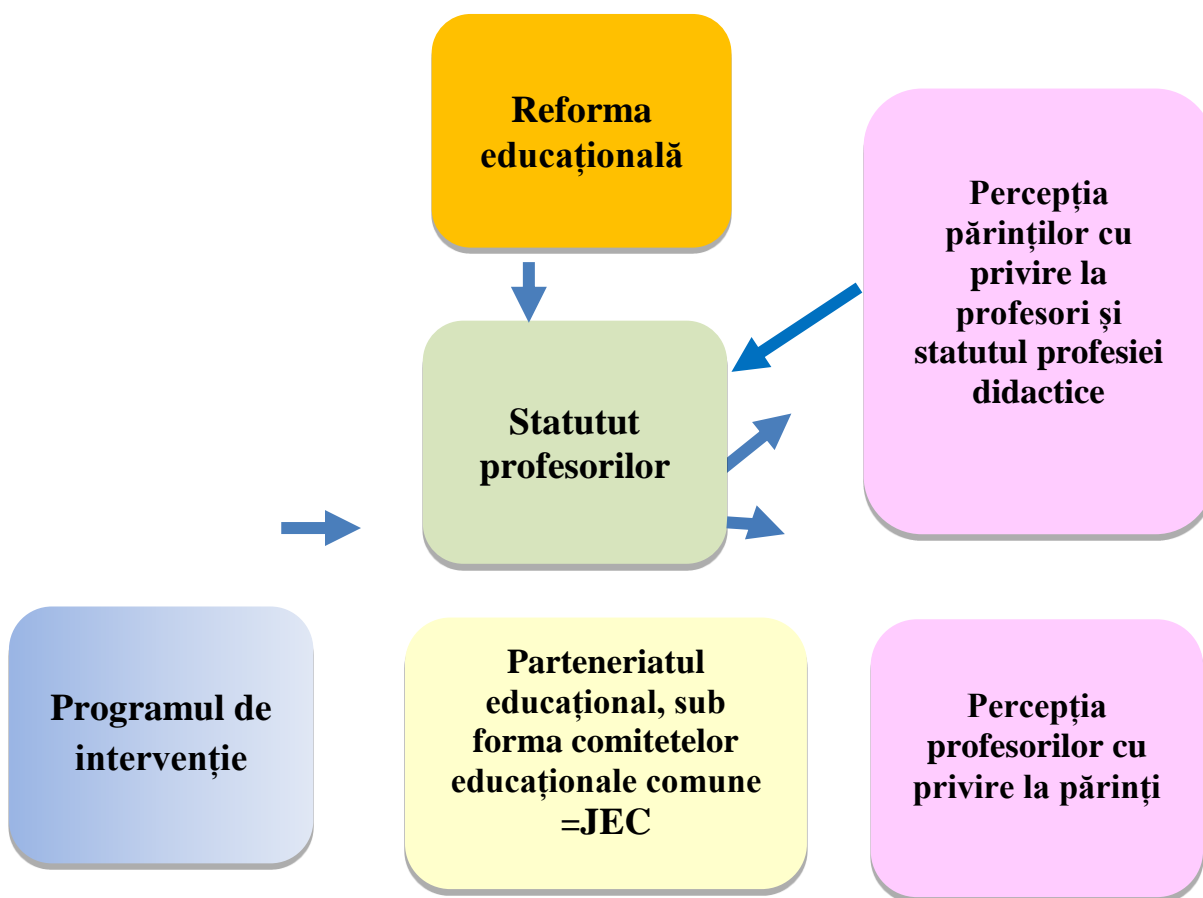 Reforma
educațională
Percepția
părinților cu
privire la
profesori și
statutul profesiei
didactice
Statutut
profesorilor
Programul de
intervenție
Parteneriatul
educațional, sub
forma comitetelor
educaționale comune
=JEC
Percepția
profesorilor cu
privire la părinți